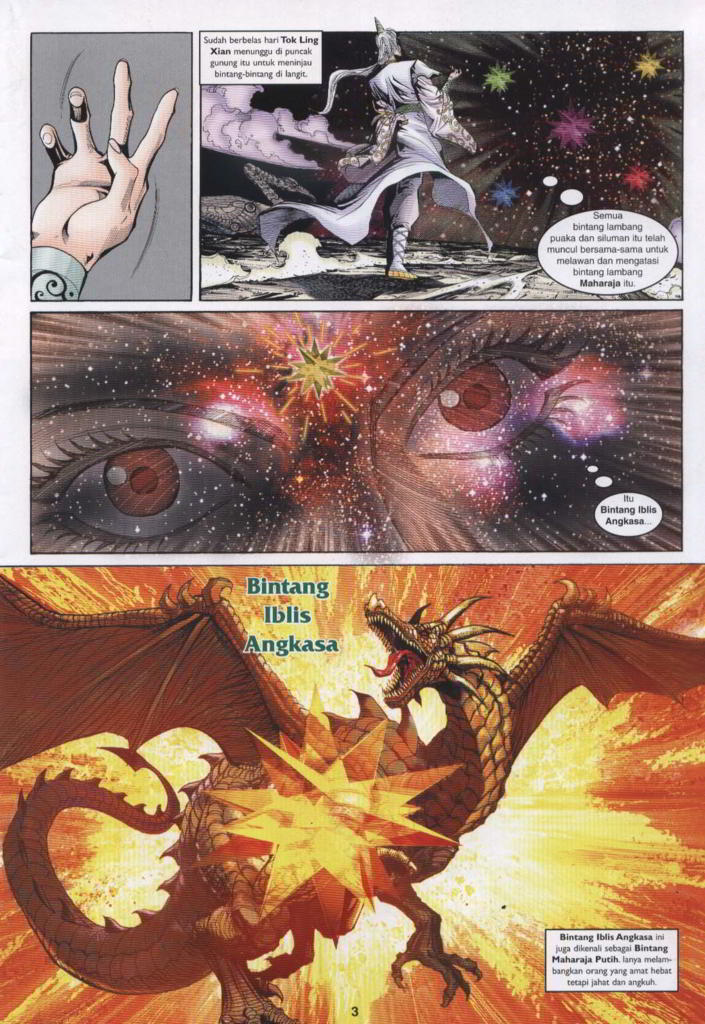 Sudah berbelas hari Tok Ling
Xian menunggu di puncak
gunung itu untuk meninjau
bintang-bintang di langit.
Semua
bintang lambang
puaka dan siluman itu telah
muncul bersama-sama untuk
melawan dan mengatasi
bintang lambang
Maharaja itu.
Itu
Bintang Iblis
Angkasa...
Bintang
Iblis
Angkasa
Bintang Iblis Angkasa ini
juga dikenali sebagai Bintang
Maharaja Putih. Ianya melam-
bangkan orang yang amat hebat
tetapi jahat dan angkuh.
3